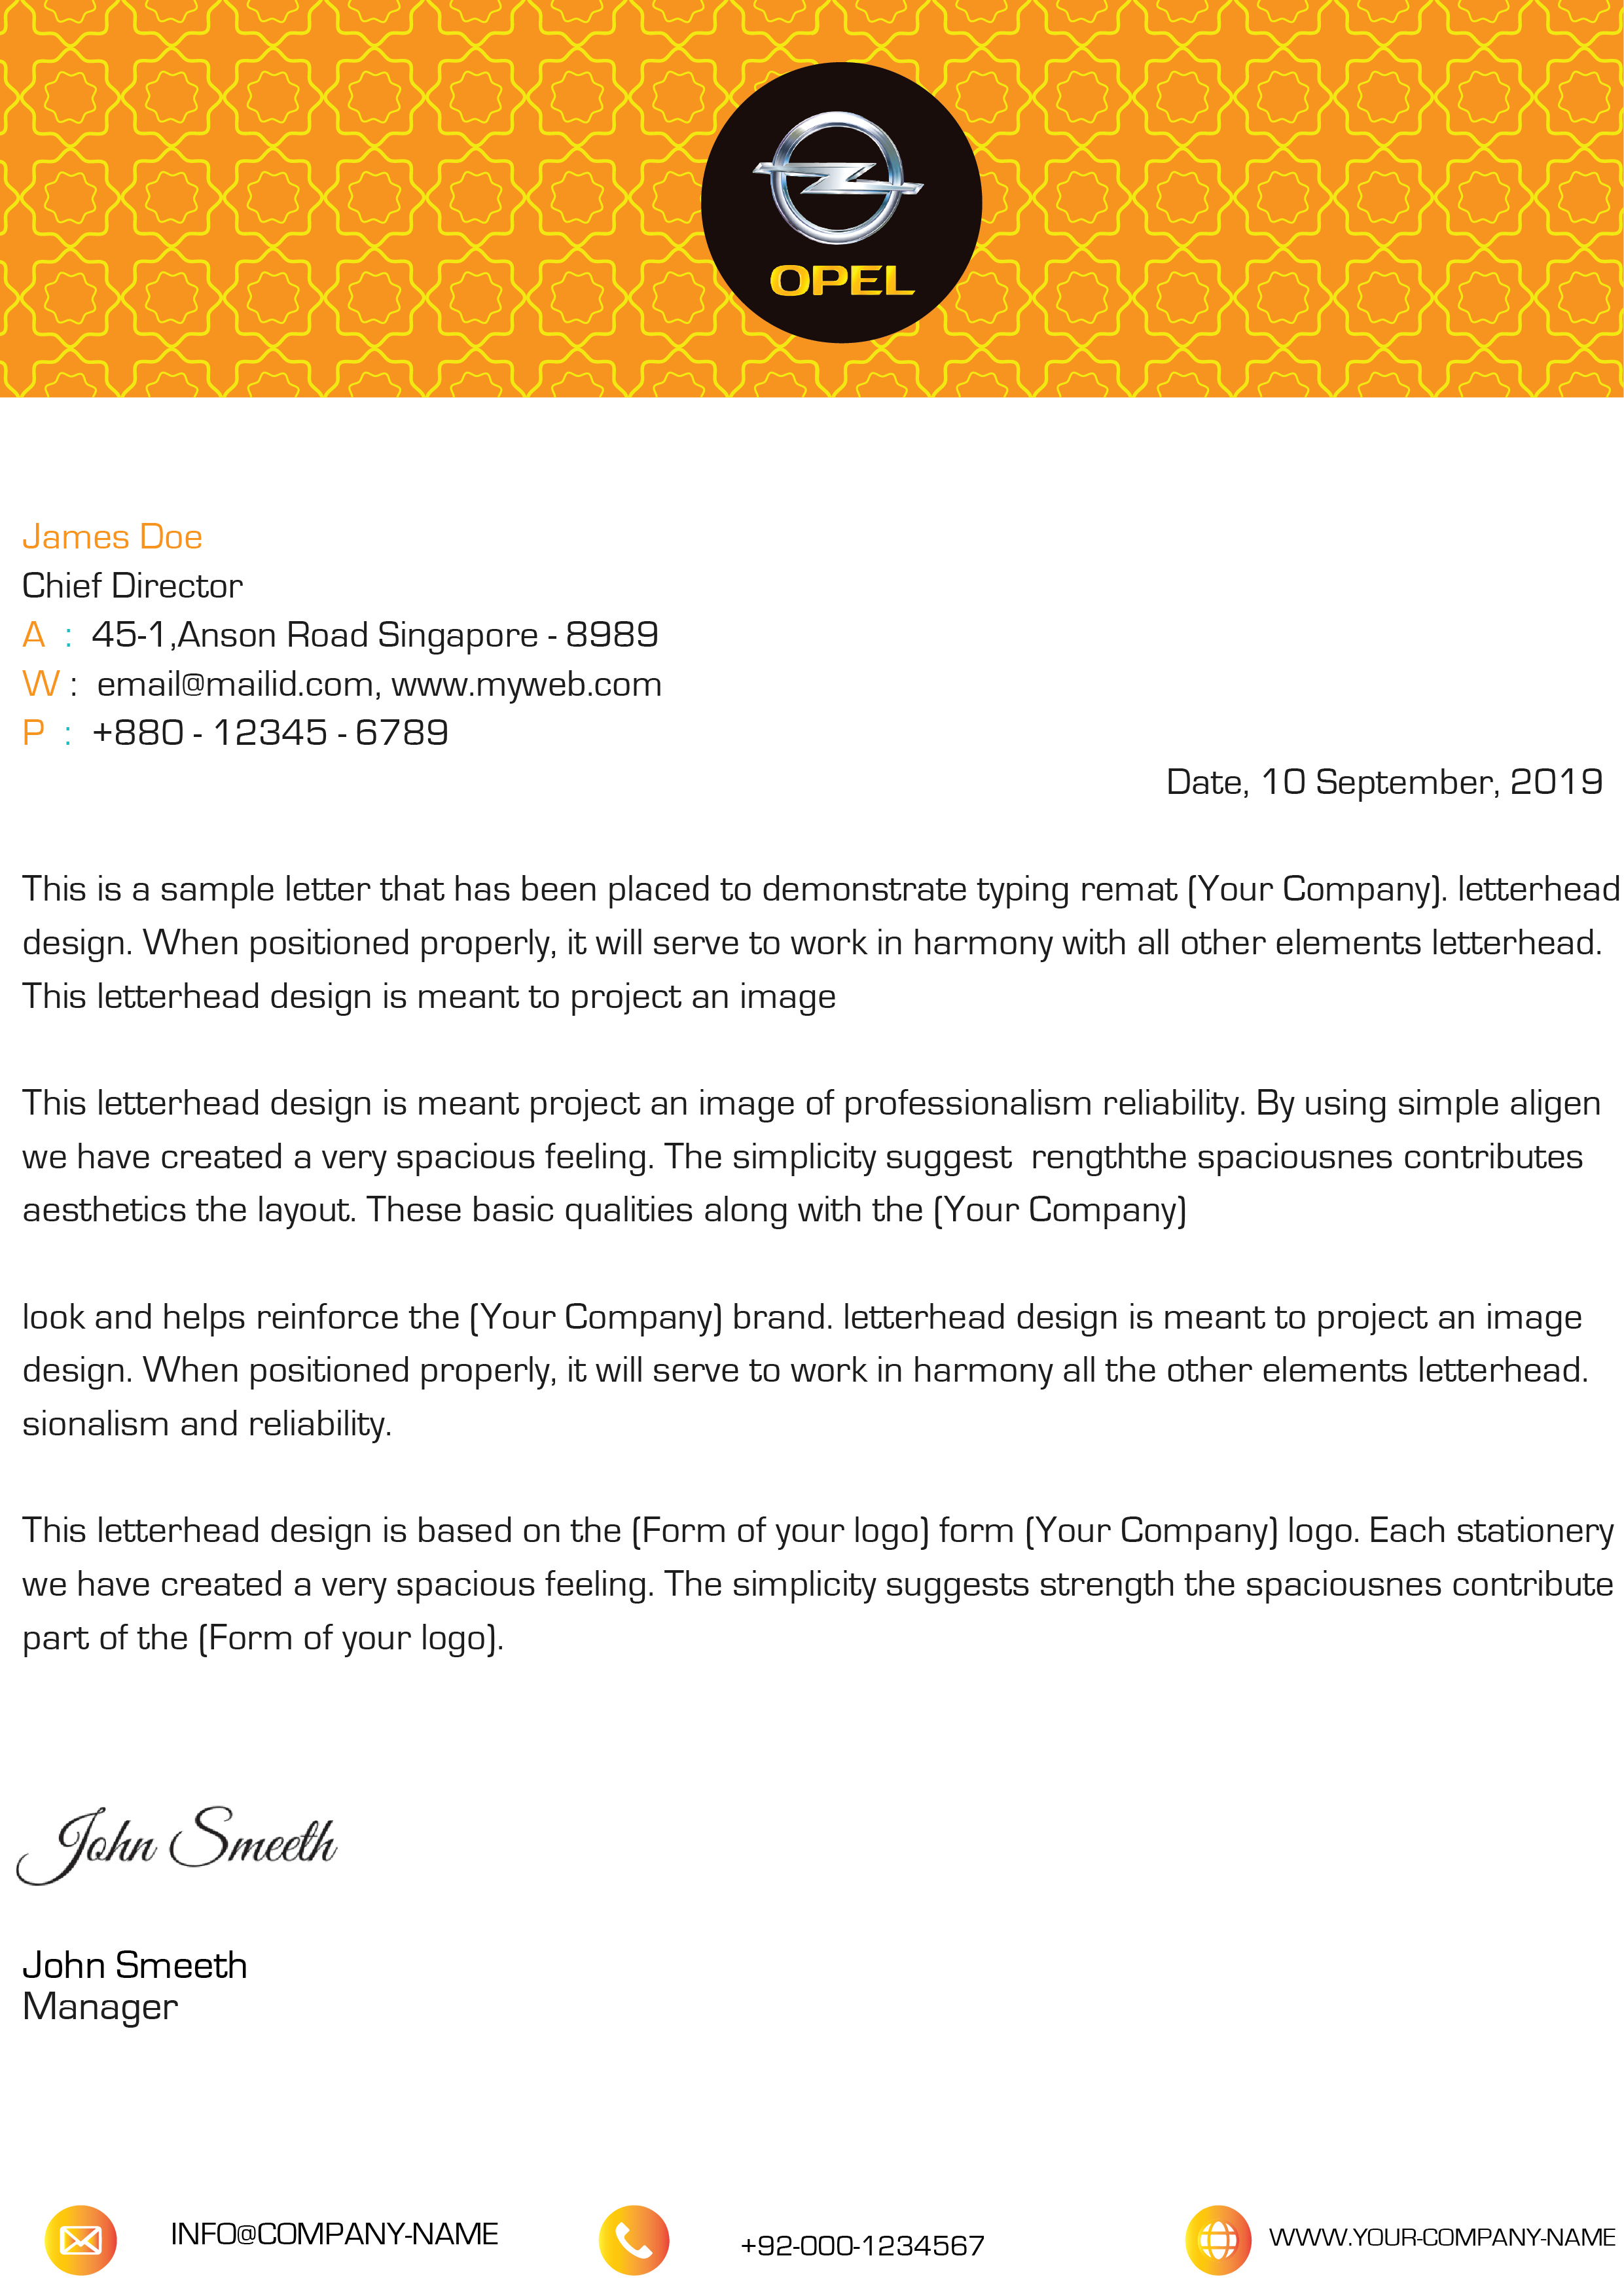 OPEL
James Doe
Chief Director
A : 45-1,Anson Road Singapore - 8989
W : email@mailid.com, www.myweb.com
P : +880 - 12345 - 6789
Date, 10 September, 2019
This is a sample letter that has been placed to demonstrate typing remat (Your Company). letterhead
design. When positioned properly, it will serve to work in harmony with all other elements letterhead.
This letterhead design is meant to project an image
This letterhead design is meant project an image of professionalism reliability. By using simple aligen
we have created a very spacious feeling. The simplicity suggest rengththe spaciousnes contributes
aesthetics the layout. These basic qualities along with the (Your Company)
look and helps reinforce the (Your Company) brand. letterhead design is meant to project an image
design. When positioned properly, it will serve to work in harmony all the other elements letterhead.
sionalism and reliability.
This letterhead design is based on the (Form of your logo) form (Your Company) logo. Each stationery
we have created a very spacious feeling. The simplicity suggests strength the spaciousnes contribute
part of the (Form of your logo).
John Smeeth
John Smeeth
Manager
INFO@COMPANY-NAME
+92-000-1234567
WWW.YOUR-COMPANY-NAME